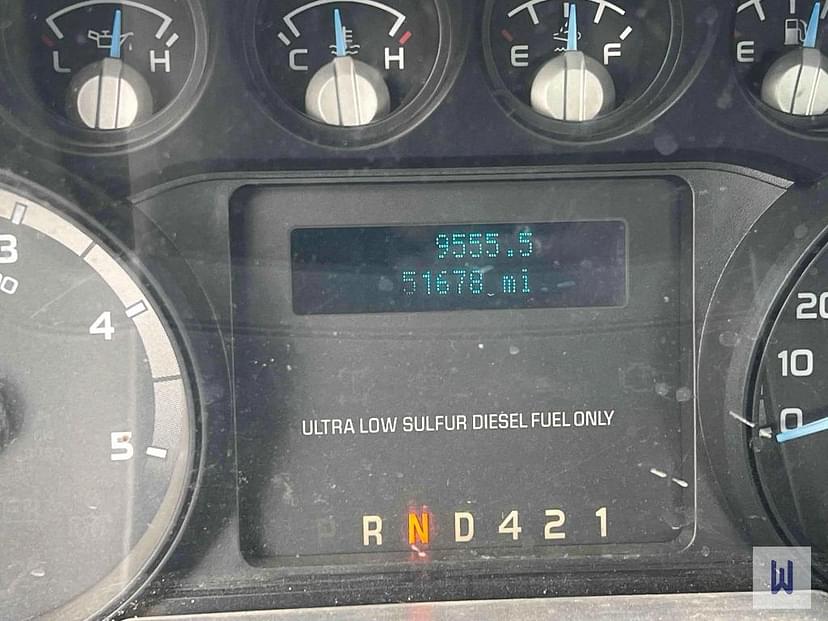 L H
C H
E F
E
9555.5
51678 mi
3
4
5
20
10
0
ULTRA LOW SULFUR DIESEL FUEL ONLY
P R N D 4 2 1
W